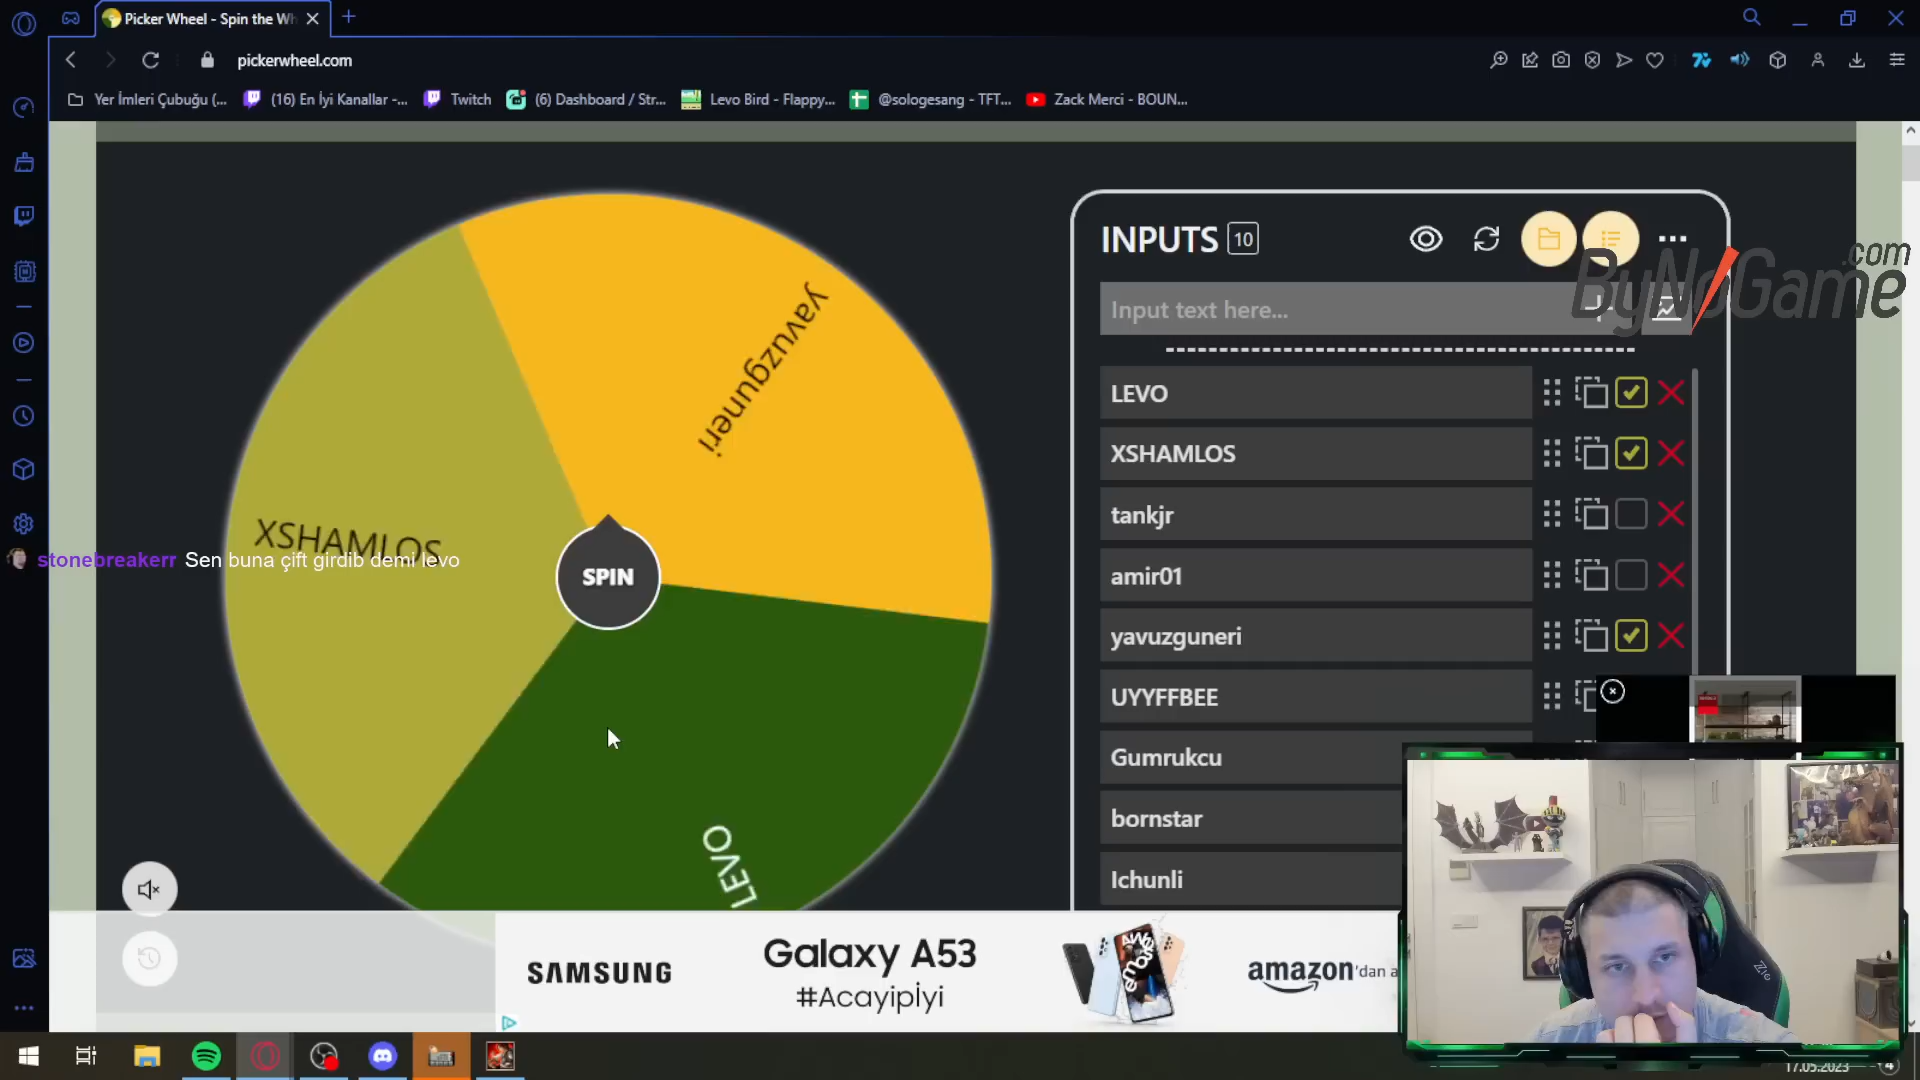 Picker Wheel - Spin the Wh
pickerwheel.com
Yer İmleri Çubuğu (...
(16) En İyi Kanallar -...
Twitch
(6) Dashboard / Str...
Levo Bird - Flappy...
@sologesang - TFT...
Zack Merci - BOUN...
INPUTS 10
ByNoGame.com
Input text here...
yavuzguneri
XSHAMLOS
LEVO
SPIN
LEVO
XSHAMLOS
tankjr
amir01
yavuzguneri
UYYFFBEE
Gumrukcu
bornstar
Ichunli
stonebreakerr Sen buna çift girdib demi levo
SAMSUNG
Galaxy A53
#Acayipİyi
amazon'dan a
17.05.2023